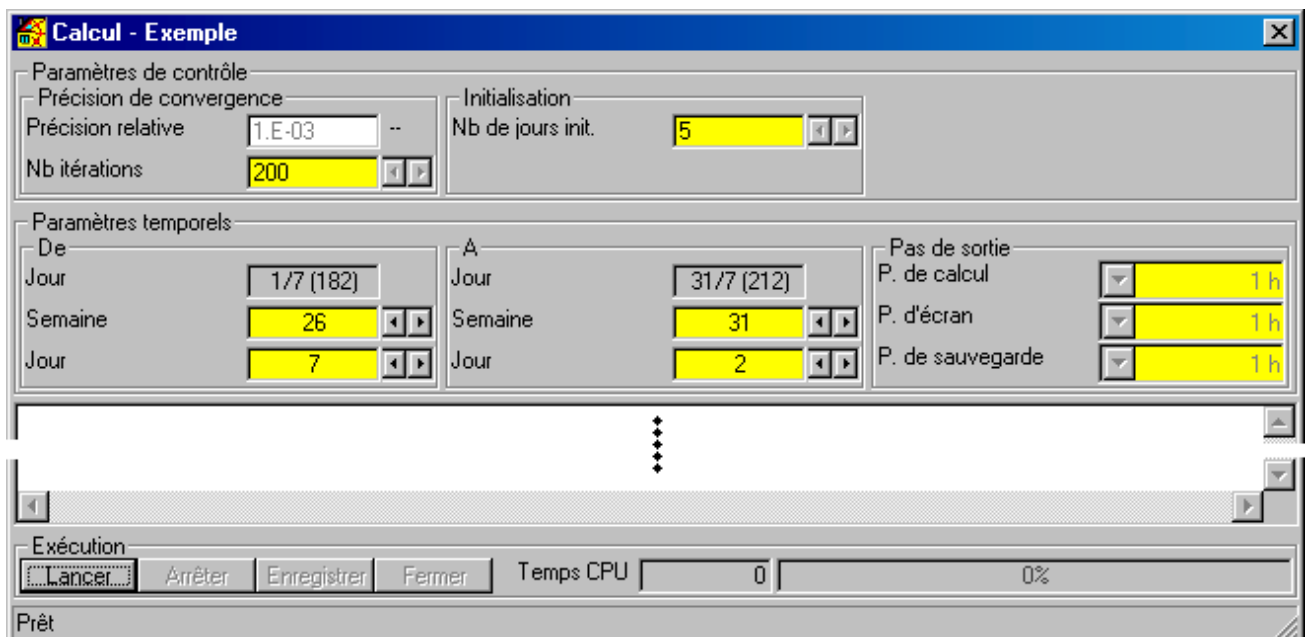 Calcul - Exemple
Paramètres de contrôle
Précision de convergence
Précision relative 1.E-03 --
Nb itérations 200
Initialisation
Nb de jours init. 5
Paramètres temporels
De
Jour 1/7 (182)
Semaine 26
Jour 7
A
Jour 31/7 (212)
Semaine 31
Jour 2
Pas de sortie
P. de calcul 1 h
P. d'écran 1 h
P. de sauvegarde 1 h
Exécution
Lancer Arrêter Enregistrer Fermer Temps CPU 0 0%
Prêt